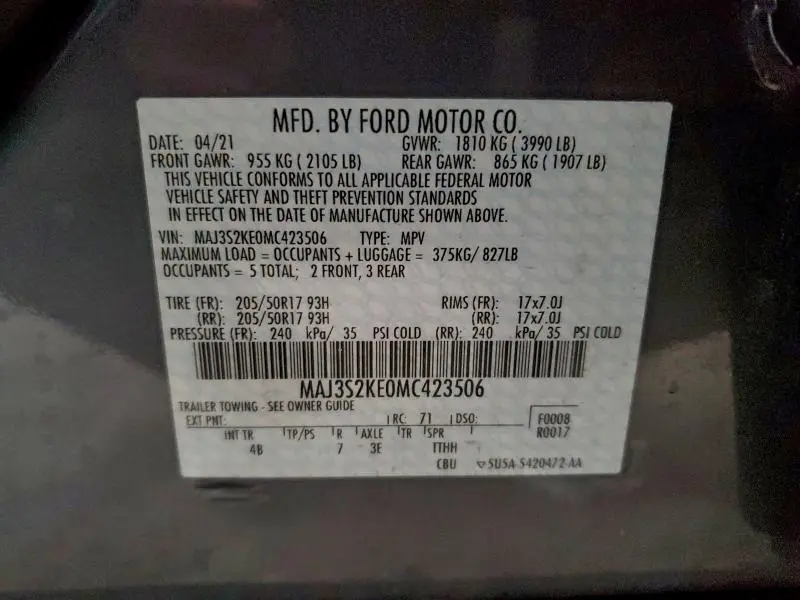 MFD. BY FORD MOTOR CO.
DATE: 04/21 GVWR: 1810 KG ( 3990 LB)
FRONT GAWR: 955 KG ( 2105 LB) REAR GAWR: 865 KG ( 1907 LB)
THIS VEHICLE CONFORMS TO ALL APPLICABLE FEDERAL MOTOR
VEHICLE SAFETY AND THEFT PREVENTION STANDARDS
IN EFFECT ON THE DATE OF MANUFACTURE SHOWN ABOVE.
VIN: MAJ3S2KE0MC423506 TYPE: MPV
MAXIMUM LOAD = OCCUPANTS + LUGGAGE = 375KG/ 827LB
OCCUPANTS = 5 TOTAL; 2 FRONT, 3 REAR
TIRE (FR): 205/50R17 93H RIMS (FR): 17x7.0J
(RR): 205/50R17 93H (RR): 17x7.0J
PRESSURE (FR): 240 kPa/ 35 PSI COLD (RR): 240 kPa/ 35 PSI COLD
MAJ3S2KE0MC423506
TRAILER TOWING - SEE OWNER GUIDE
EXT PNT: RC: 71 DSO: F0008
R0017
INT TR TP/PS R AXLE TR SPR
4B 7 3E TTHH
CBU 5U5A-5420472-AA